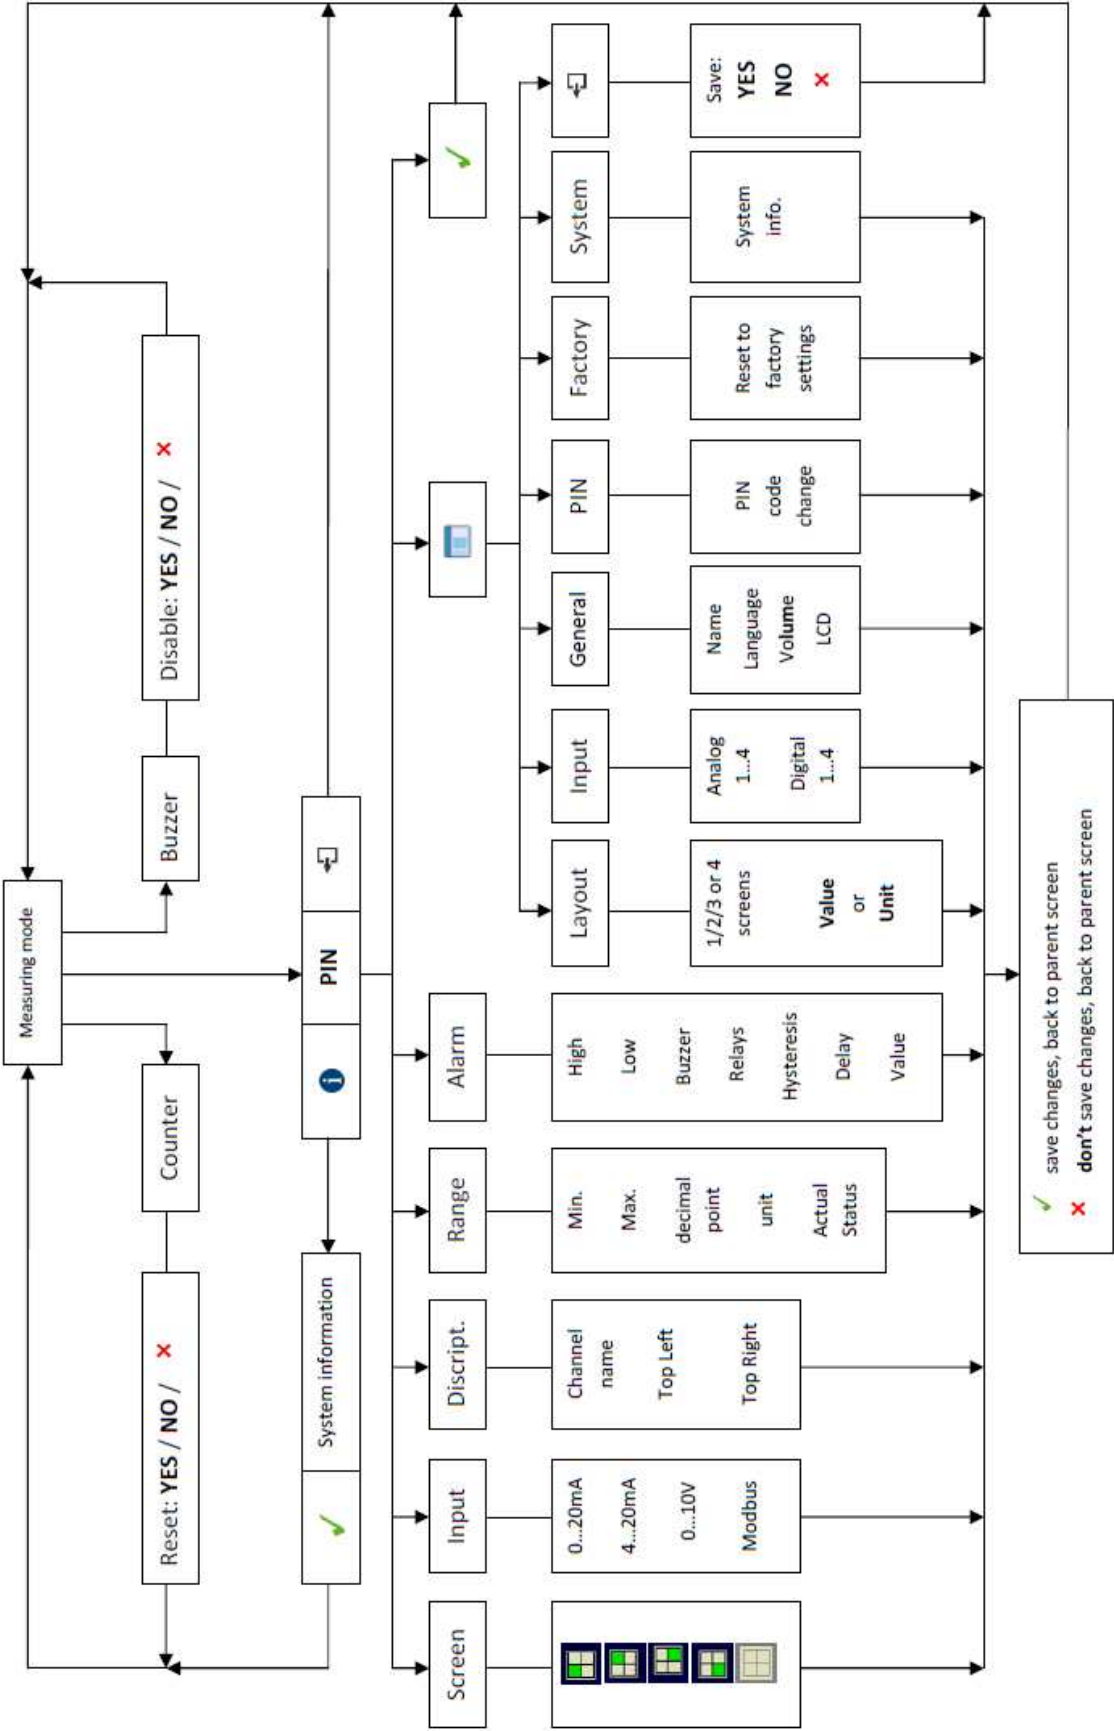 Measuring mode
Reset: YES / NO /
Counter
Buzzer
Disable: YES / NO /
System information
PIN
Screen
Input
Discript.
Range
Alarm
0...20mA
4...20mA
0...10V
Modbus
Channel
name
Top Left
Top Right
Min.
Max.
decimal
point
unit
Actual
Status
High
Low
Buzzer
Relays
Hysteresis
Delay
Value
Layout
Input
General
PIN
Factory
System
1/2/3 or 4
screens
Value
or
Unit
Analog
1...4
Digital
1...4
Name
Language
Volume
LCD
PIN
code
change
Reset to
factory
settings
System
info.
Save:
YES
NO
save changes, back to parent screen
don't save changes, back to parent screen